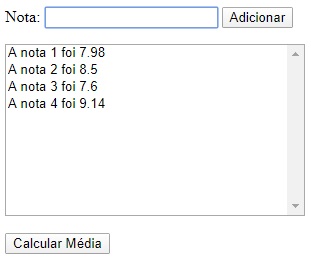 Nota: Adicionar
A nota 1 foi 7.98
A nota 2 foi 8.5
A nota 3 foi 7.6
A nota 4 foi 9.14
Calcular Média